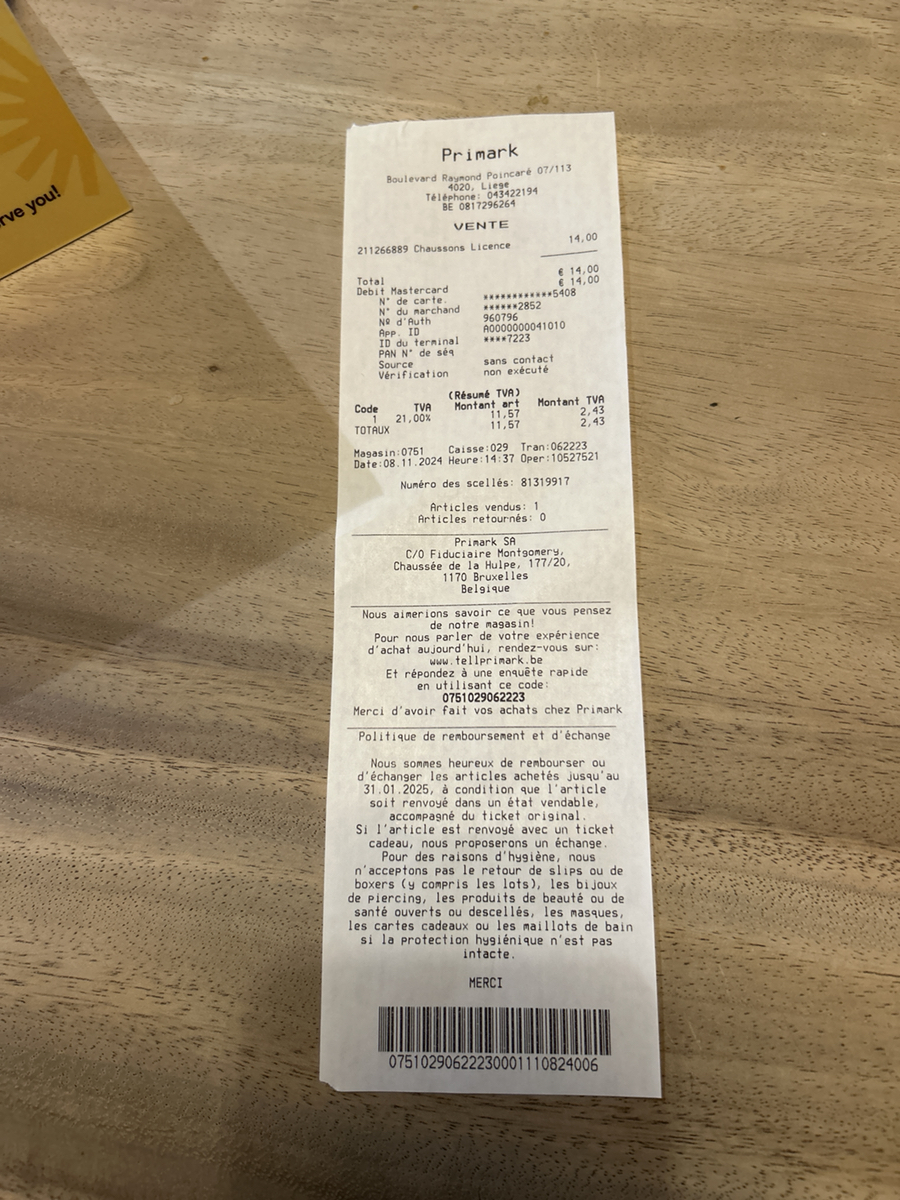 rve you!
Primark
Boulevard Raymond Poincaré 07/113
4020, Liege
Téléphone: 043422194
BE 0817296264
VENTE
211266889 Chaussons Licence 14,00
Total € 14,00
Debit Mastercard € 14,00
N° de carte. ************5408
N° du marchand ******2852
Nº d'Auth 960796
App. ID A0000000041010
ID du terminal ****7223
PAN N° de séq
Source sans contact
Vérification non exécuté
(Résumé TVA)
Code TVA Montant art Montant TVA
1 21,00% 11,57 2,43
TOTAUX 11,57 2,43
Magasin:0751 Caisse:029 Tran:062223
Date:08.11.2024 Heure:14:37 Oper:10527521
Numéro des scellés: 81319917
Articles vendus: 1
Articles retournés: 0
Primark SA
C/O Fiduciaire Montgomery,
Chaussée de la Hulpe, 177/20,
1170 Bruxelles
Belgique
Nous aimerions savoir ce que vous pensez
de notre magasin!
Pour nous parler de votre expérience
d'achat aujourd'hui, rendez-vous sur:
www.tellprimark.be
Et répondez à une enquête rapide
en utilisant ce code:
0751029062223
Merci d'avoir fait vos achats chez Primark
Politique de remboursement et d'échange
Nous sommes heureux de rembourser ou
d'échanger les articles achetés jusqu'au
31.01.2025, à condition que l'article
soit renvoyé dans un état vendable,
accompagné du ticket original.
Si l'article est renvoyé avec un ticket
cadeau, nous proposerons un échange.
Pour des raisons d'hygiène, nous
n'acceptons pas le retour de slips ou de
boxers (y compris les lots), les bijoux
de piercing, les produits de beauté ou de
santé ouverts ou descellés, les masques,
les cartes cadeaux ou les maillots de bain
si la protection hygiénique n'est pas
intacte.
MERCI
07510290622230001110824006